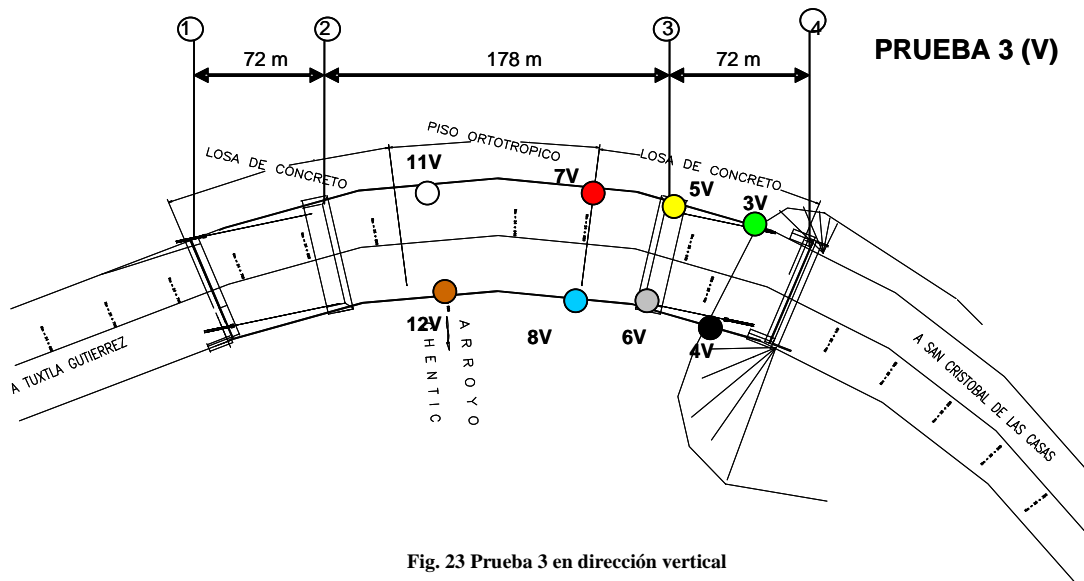 1 2 3 4
72 m 178 m 72 m
PRUEBA 3 (V)
PISO ORTOTROPICO
LOSA DE CONCRETO
LOSA DE CONCRETO
11V
7V
5V
3V
12V
8V
6V
4V
ARROYO
HENTIC
A TUXTLA GUTIERREZ
A SAN CRISTOBAL DE LAS CASAS
Fig. 23 Prueba 3 en dirección vertical